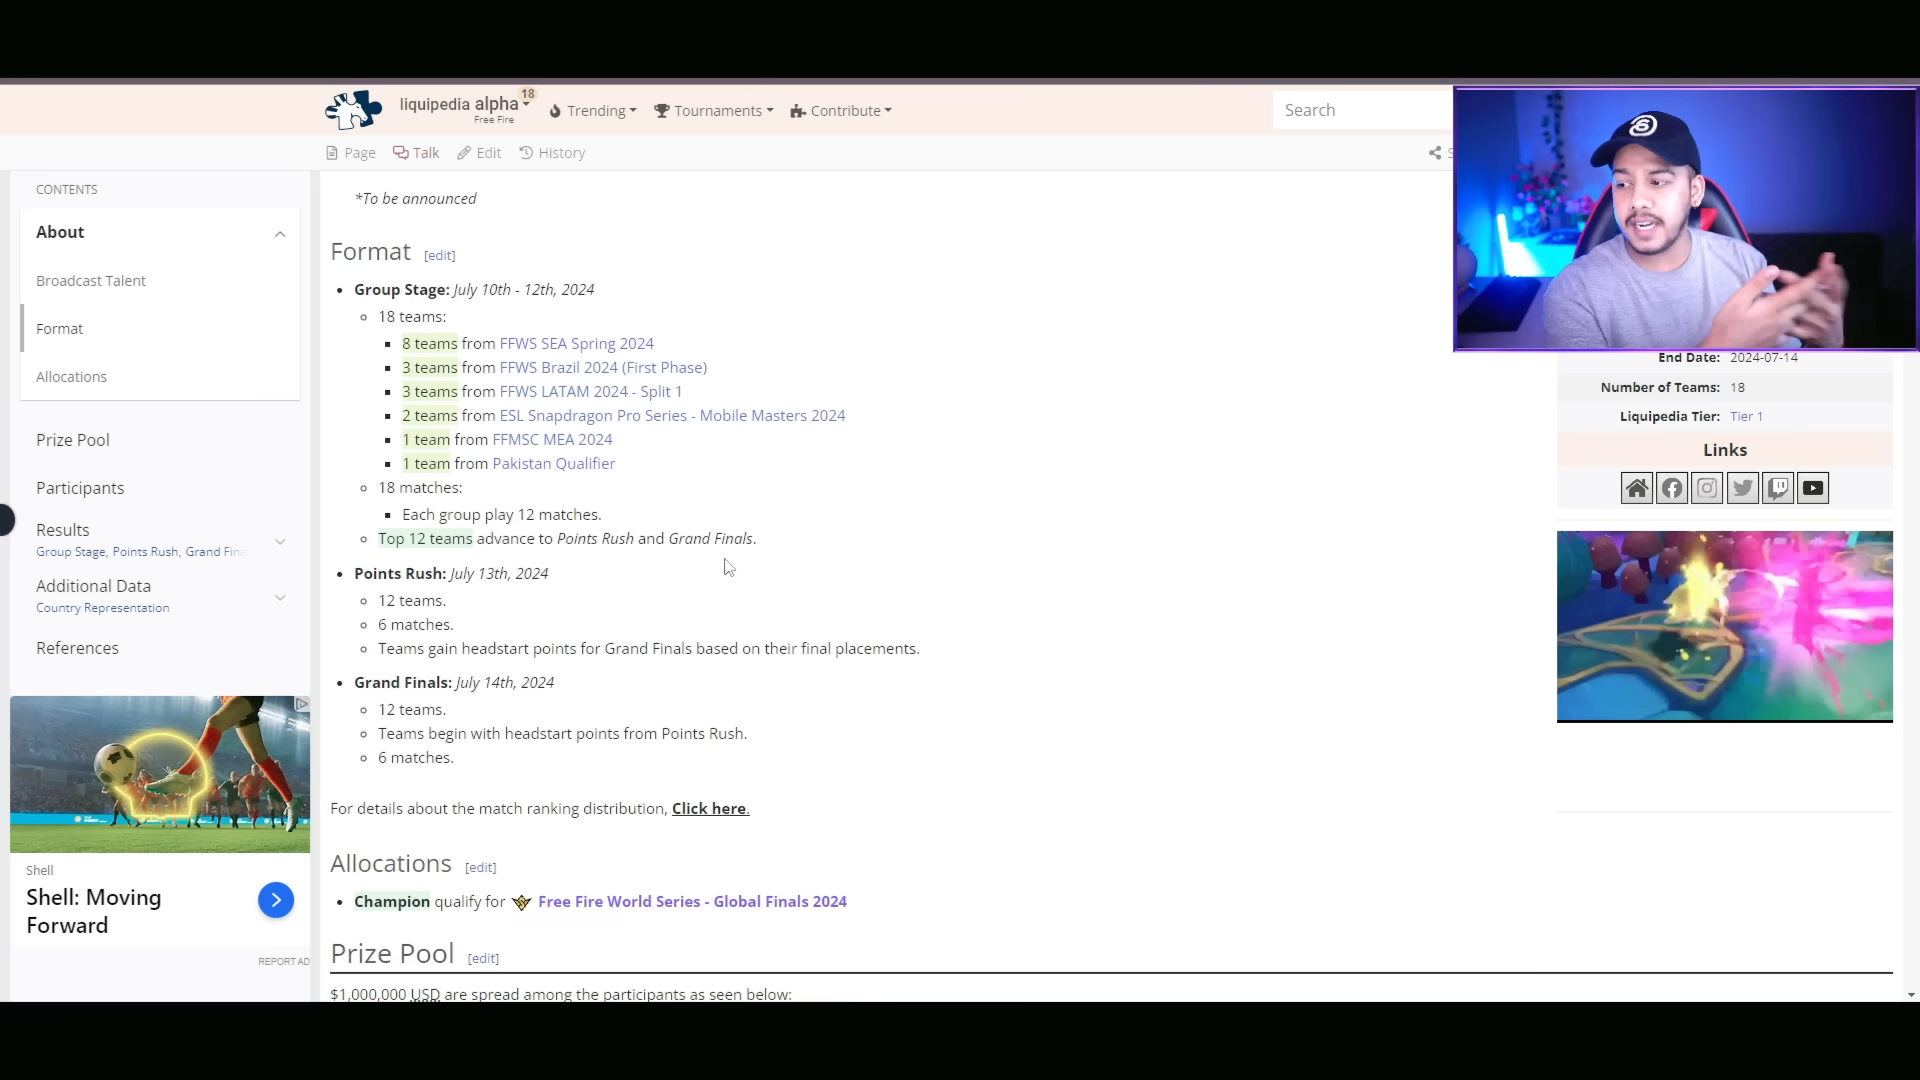 liquipedia alpha
18
Free Fire
Trending
Tournaments
Contribute
Search
Page
Talk
Edit
History
CONTENTS
About
Broadcast Talent
Format
Allocations
Prize Pool
Participants
Results
Group Stage, Points Rush, Grand
Additional Data
Country Representation
References
Shell
Shell: Moving
Forward
REPORT AD
*To be announced
Format [edit]
Group Stage: July 10th - 12th, 2024
18 teams:
8 teams from FFWS SEA Spring 2024
3 teams from FFWS Brazil 2024 (First Phase)
3 teams from FFWS LATAM 2024 - Split 1
2 teams from ESL Snapdragon Pro Series - Mobile Masters 2024
1 team from FFMSC MEA 2024
1 team from Pakistan Qualifier
18 matches:
Each group play 12 matches.
Top 12 teams advance to Points Rush and Grand Finals.
Points Rush: July 13th, 2024
12 teams.
6 matches.
Teams gain headstart points for Grand Finals based on their final placements.
Grand Finals: July 14th, 2024
12 teams.
Teams begin with headstart points from Points Rush.
6 matches.
For details about the match ranking distribution, Click here.
Allocations [edit]
Champion qualify for Free Fire World Series - Global Finals 2024
Prize Pool [edit]
$1,000,000 USD are spread among the participants as seen below:
End Date: 2024-07-14
Number of Teams: 18
Liquipedia Tier: Tier 1
Links